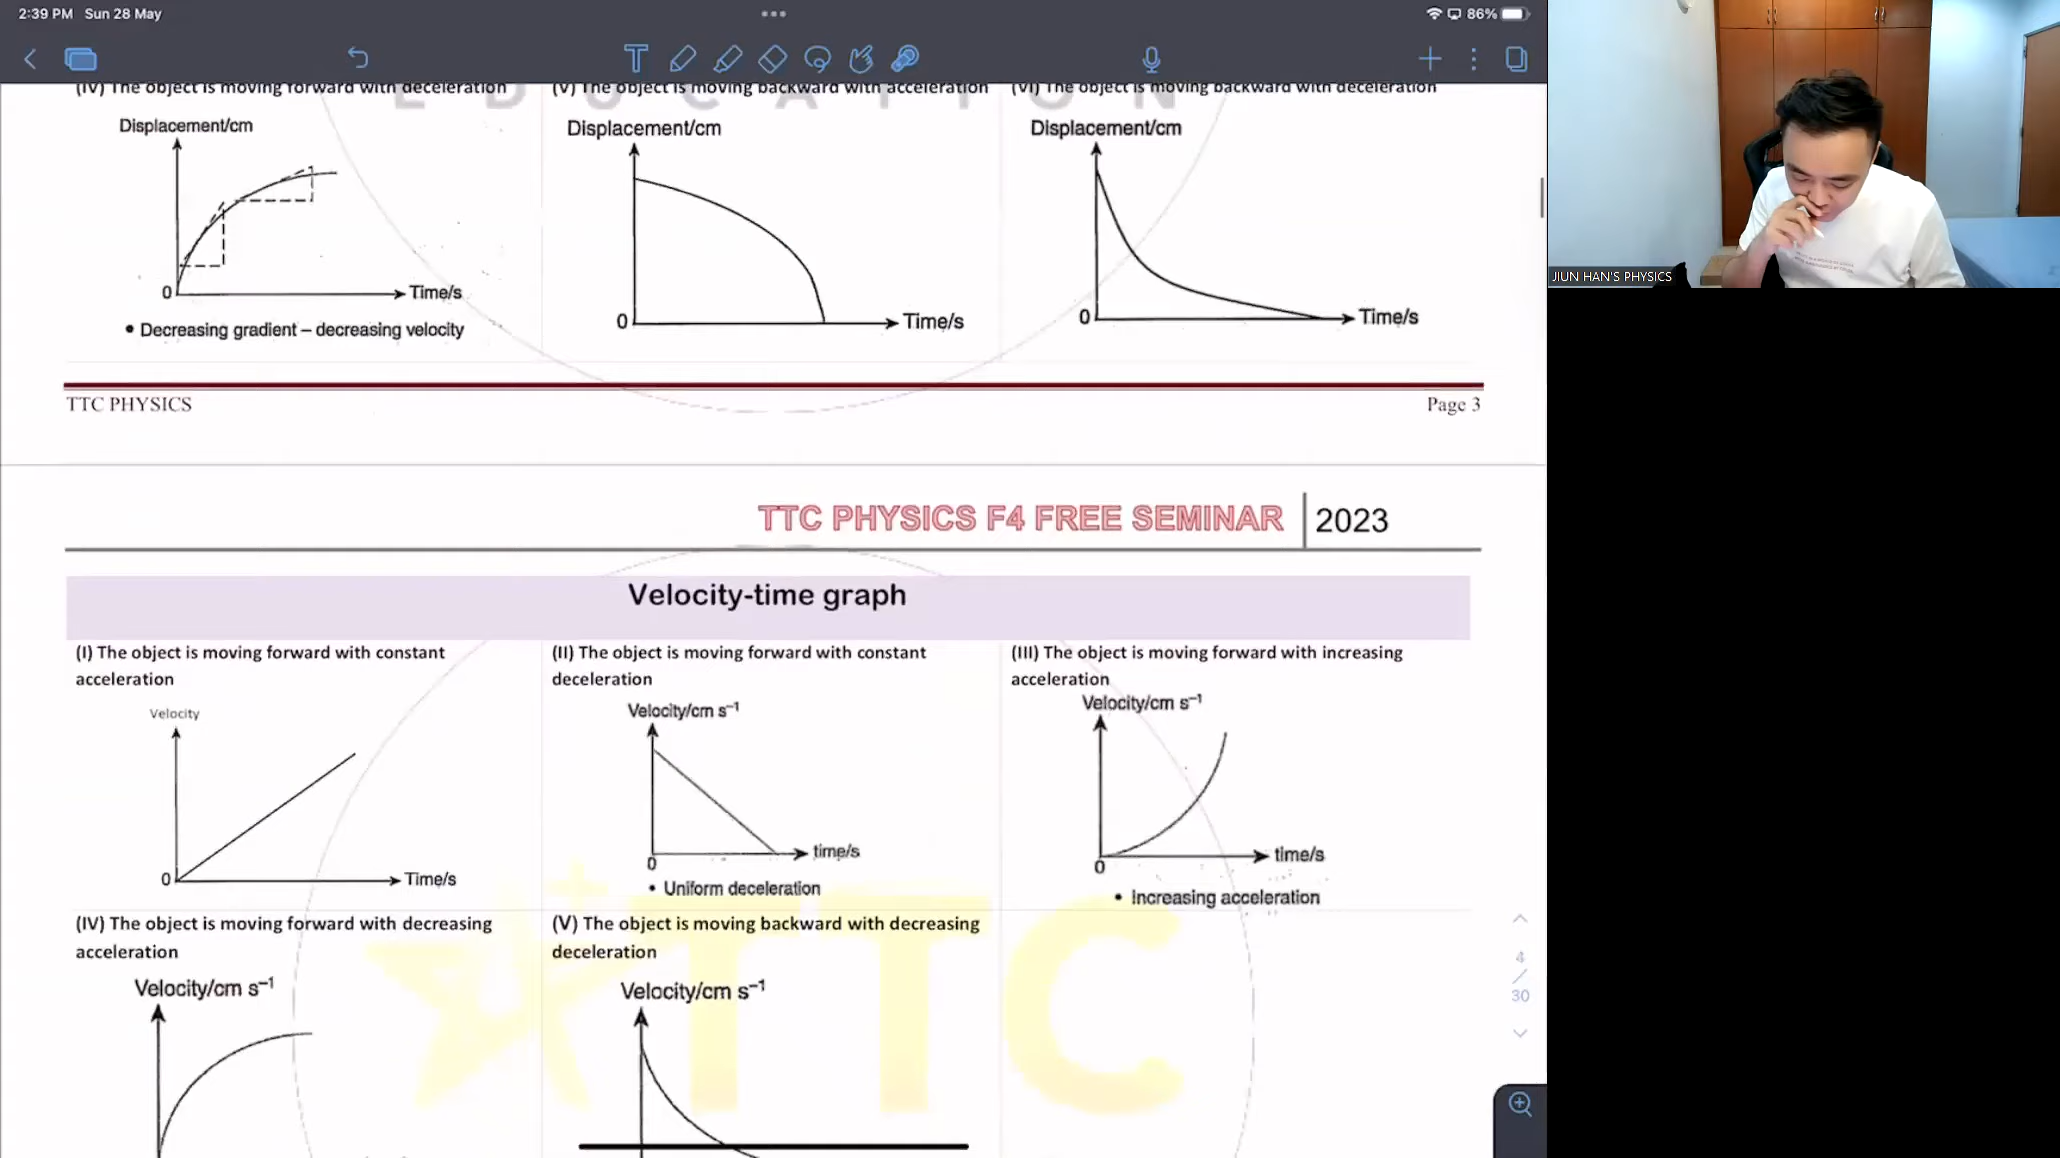 2:39 PM Sun 28 May
86%
EDUCATION
(IV) The object is moving forward with deceleration
(V) The object is moving backward with acceleration
(VI) The object is moving backward with deceleration
Displacement/cm
0
Time/s
• Decreasing gradient – decreasing velocity
Displacement/cm
0
Time/s
Displacement/cm
0
Time/s
TTC PHYSICS
Page 3
TTC PHYSICS F4 FREE SEMINAR 2023
Velocity-time graph
(I) The object is moving forward with constant
acceleration
Velocity
0
Time/s
(II) The object is moving forward with constant
deceleration
Velocity/cm s⁻¹
0
time/s
• Uniform deceleration
(III) The object is moving forward with increasing
acceleration
Velocity/cm s⁻¹
0
time/s
• Increasing acceleration
(IV) The object is moving forward with decreasing
acceleration
Velocity/cm s⁻¹
(V) The object is moving backward with decreasing
deceleration
Velocity/cm s⁻¹
TTC
4
/
30
JIUN HAN'S PHYSICS